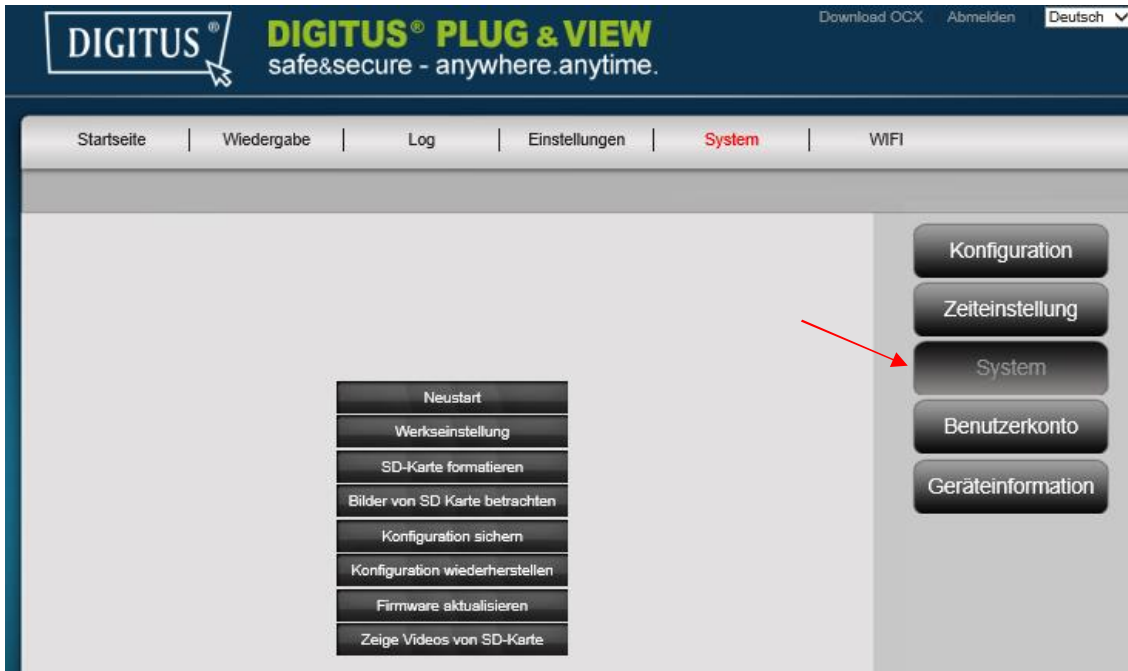 Download OCX Abmelden Deutsch
DIGITUS®
DIGITUS® PLUG & VIEW
safe&secure - anywhere.anytime.
Startseite | Wiedergabe | Log | Einstellungen | System | WIFI
Konfiguration
Zeiteinstellung
System
Benutzerkonto
Geräteinformation
Neustart
Werkseinstellung
SD-Karte formatieren
Bilder von SD Karte betrachten
Konfiguration sichern
Konfiguration wiederherstellen
Firmware aktualisieren
Zeige Videos von SD-Karte